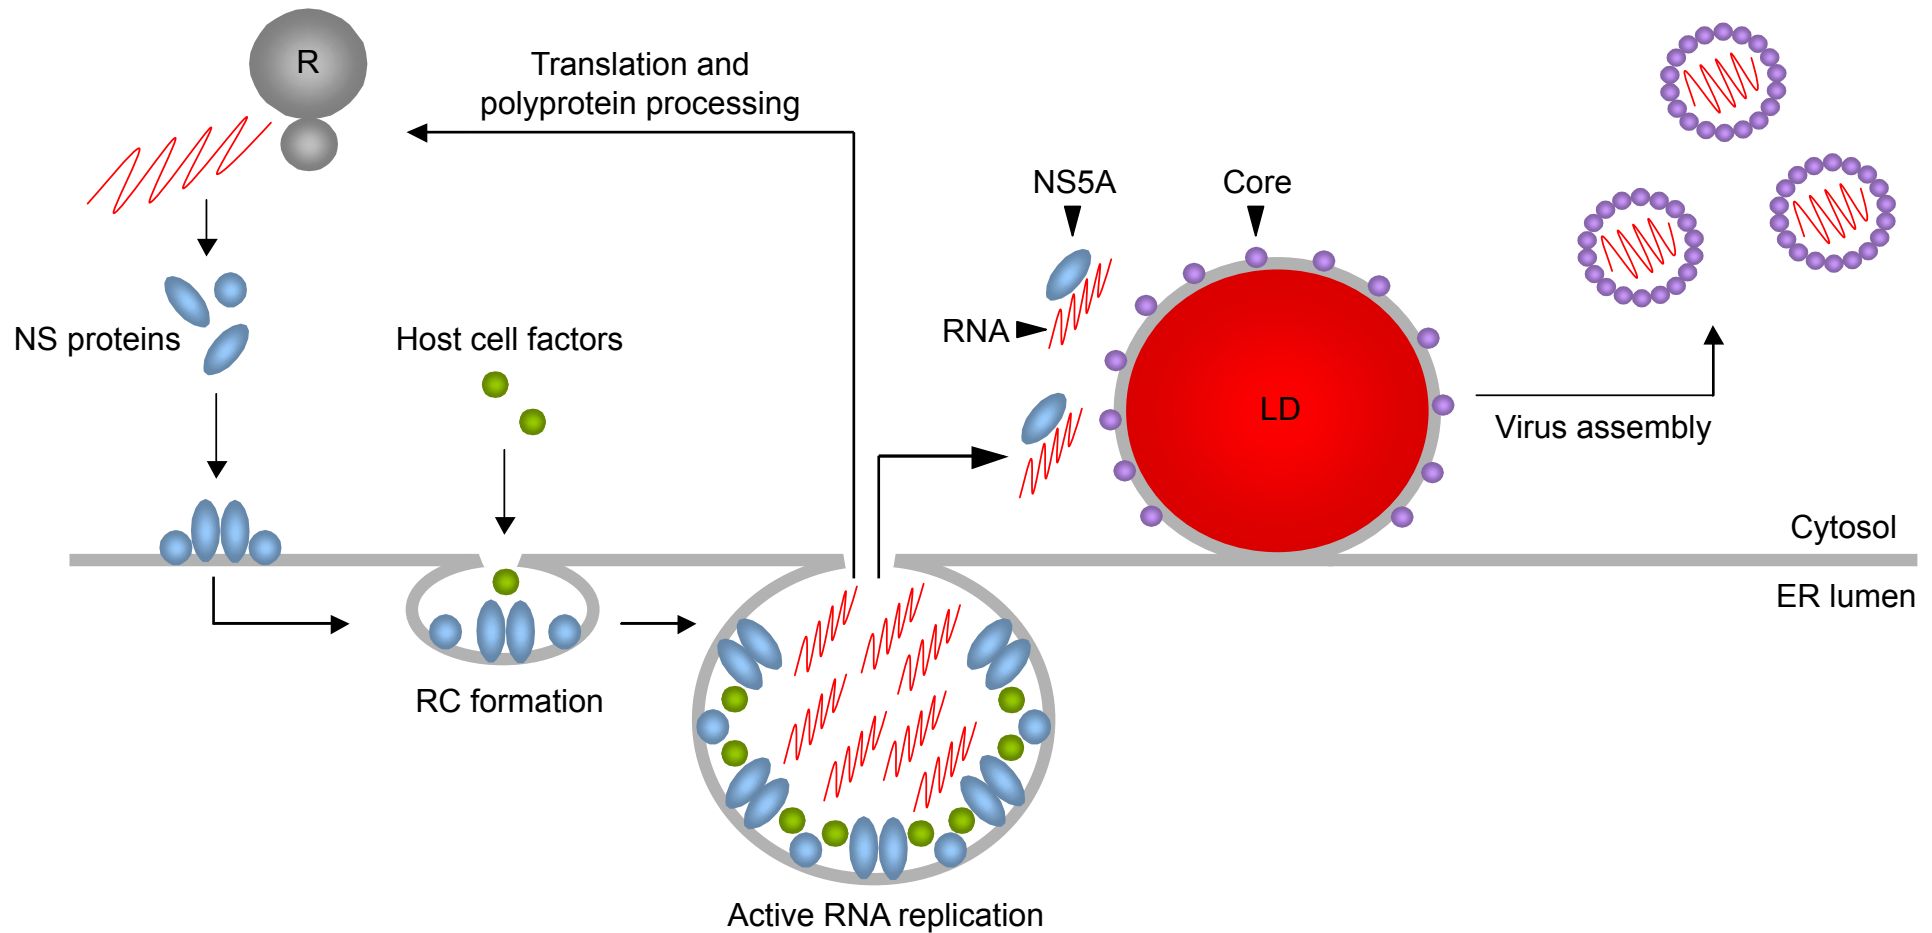 R
Translation and
polyprotein processing
NS5A
Core
RNA
NS proteins
Host cell factors
LD
Virus assembly
Cytosol
ER lumen
RC formation
Active RNA replication